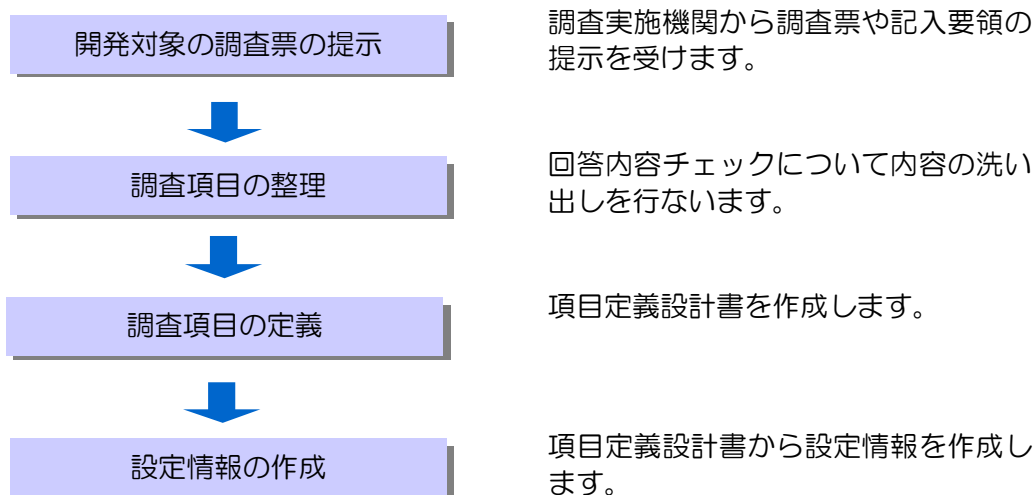 開発対象の調査票の提示
調査実施機関から調査票や記入要領の
提示を受けます。
調査項目の整理
回答内容チェックについて内容の洗い
出しを行ないます。
調査項目の定義
項目定義設計書を作成します。
設定情報の作成
項目定義設計書から設定情報を作成し
ます。